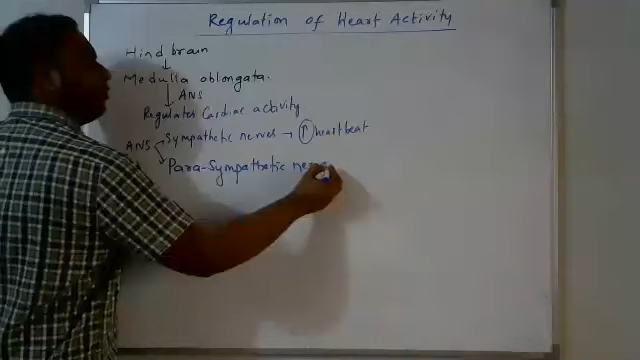 Regulation of Heart Activity
Hind brain
↓
Medulla oblongata.
↓ ANS
Regulates Cardiac activity
ANS Sympathetic nerves → ↑ heartbeat
Para-Sympathetic